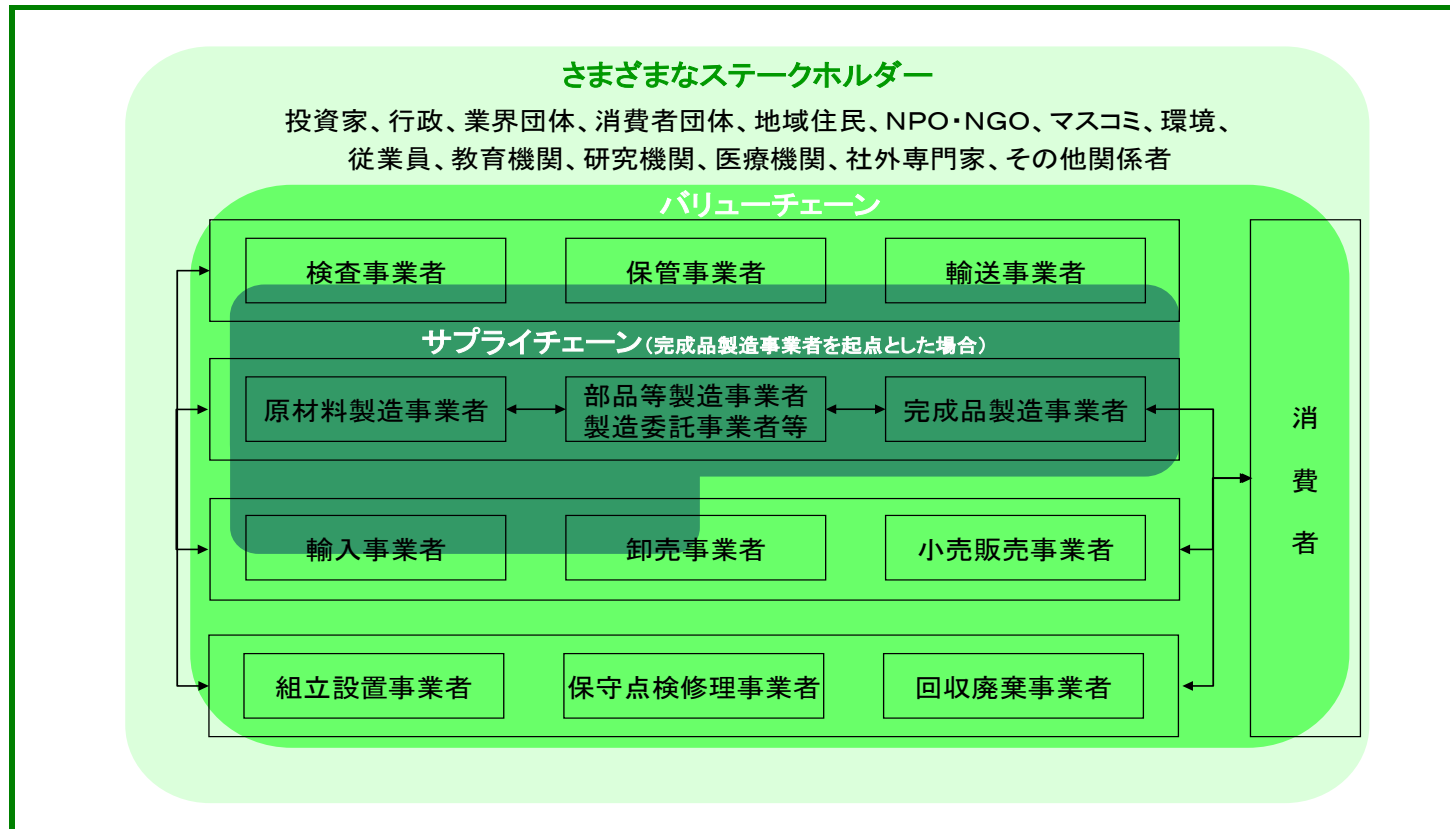 さまざまなステークホルダー
投資家、行政、業界団体、消費者団体、地域住民、NPO・NGO、マスコミ、環境、
従業員、教育機関、研究機関、医療機関、社外専門家、その他関係者
バリューチェーン
検査事業者
保管事業者
輸送事業者
サプライチェーン(完成品製造事業者を起点とした場合)
原材料製造事業者
部品等製造事業者
製造委託事業者等
完成品製造事業者
輸入事業者
卸売事業者
小売販売事業者
組立設置事業者
保守点検修理事業者
回収廃棄事業者
消費者